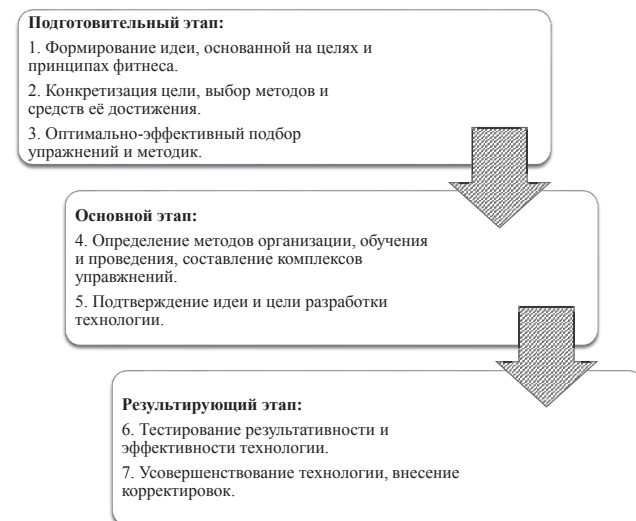 Подготовительный этап:
1. Формирование идеи, основанной на целях и
принципах фитнеса.
2. Конкретизация цели, выбор методов и
средств её достижения.
3. Оптимально-эффективный подбор
упражнений и методик.
Основной этап:
4. Определение методов организации, обучения
и проведения, составление комплексов
управжнений.
5. Подтверждение идеи и цели разработки
технологии.
Результирующий этап:
6. Тестирование результативности и
эффективности технологии.
7. Усовершенствование технологии, внесение
корректировок.